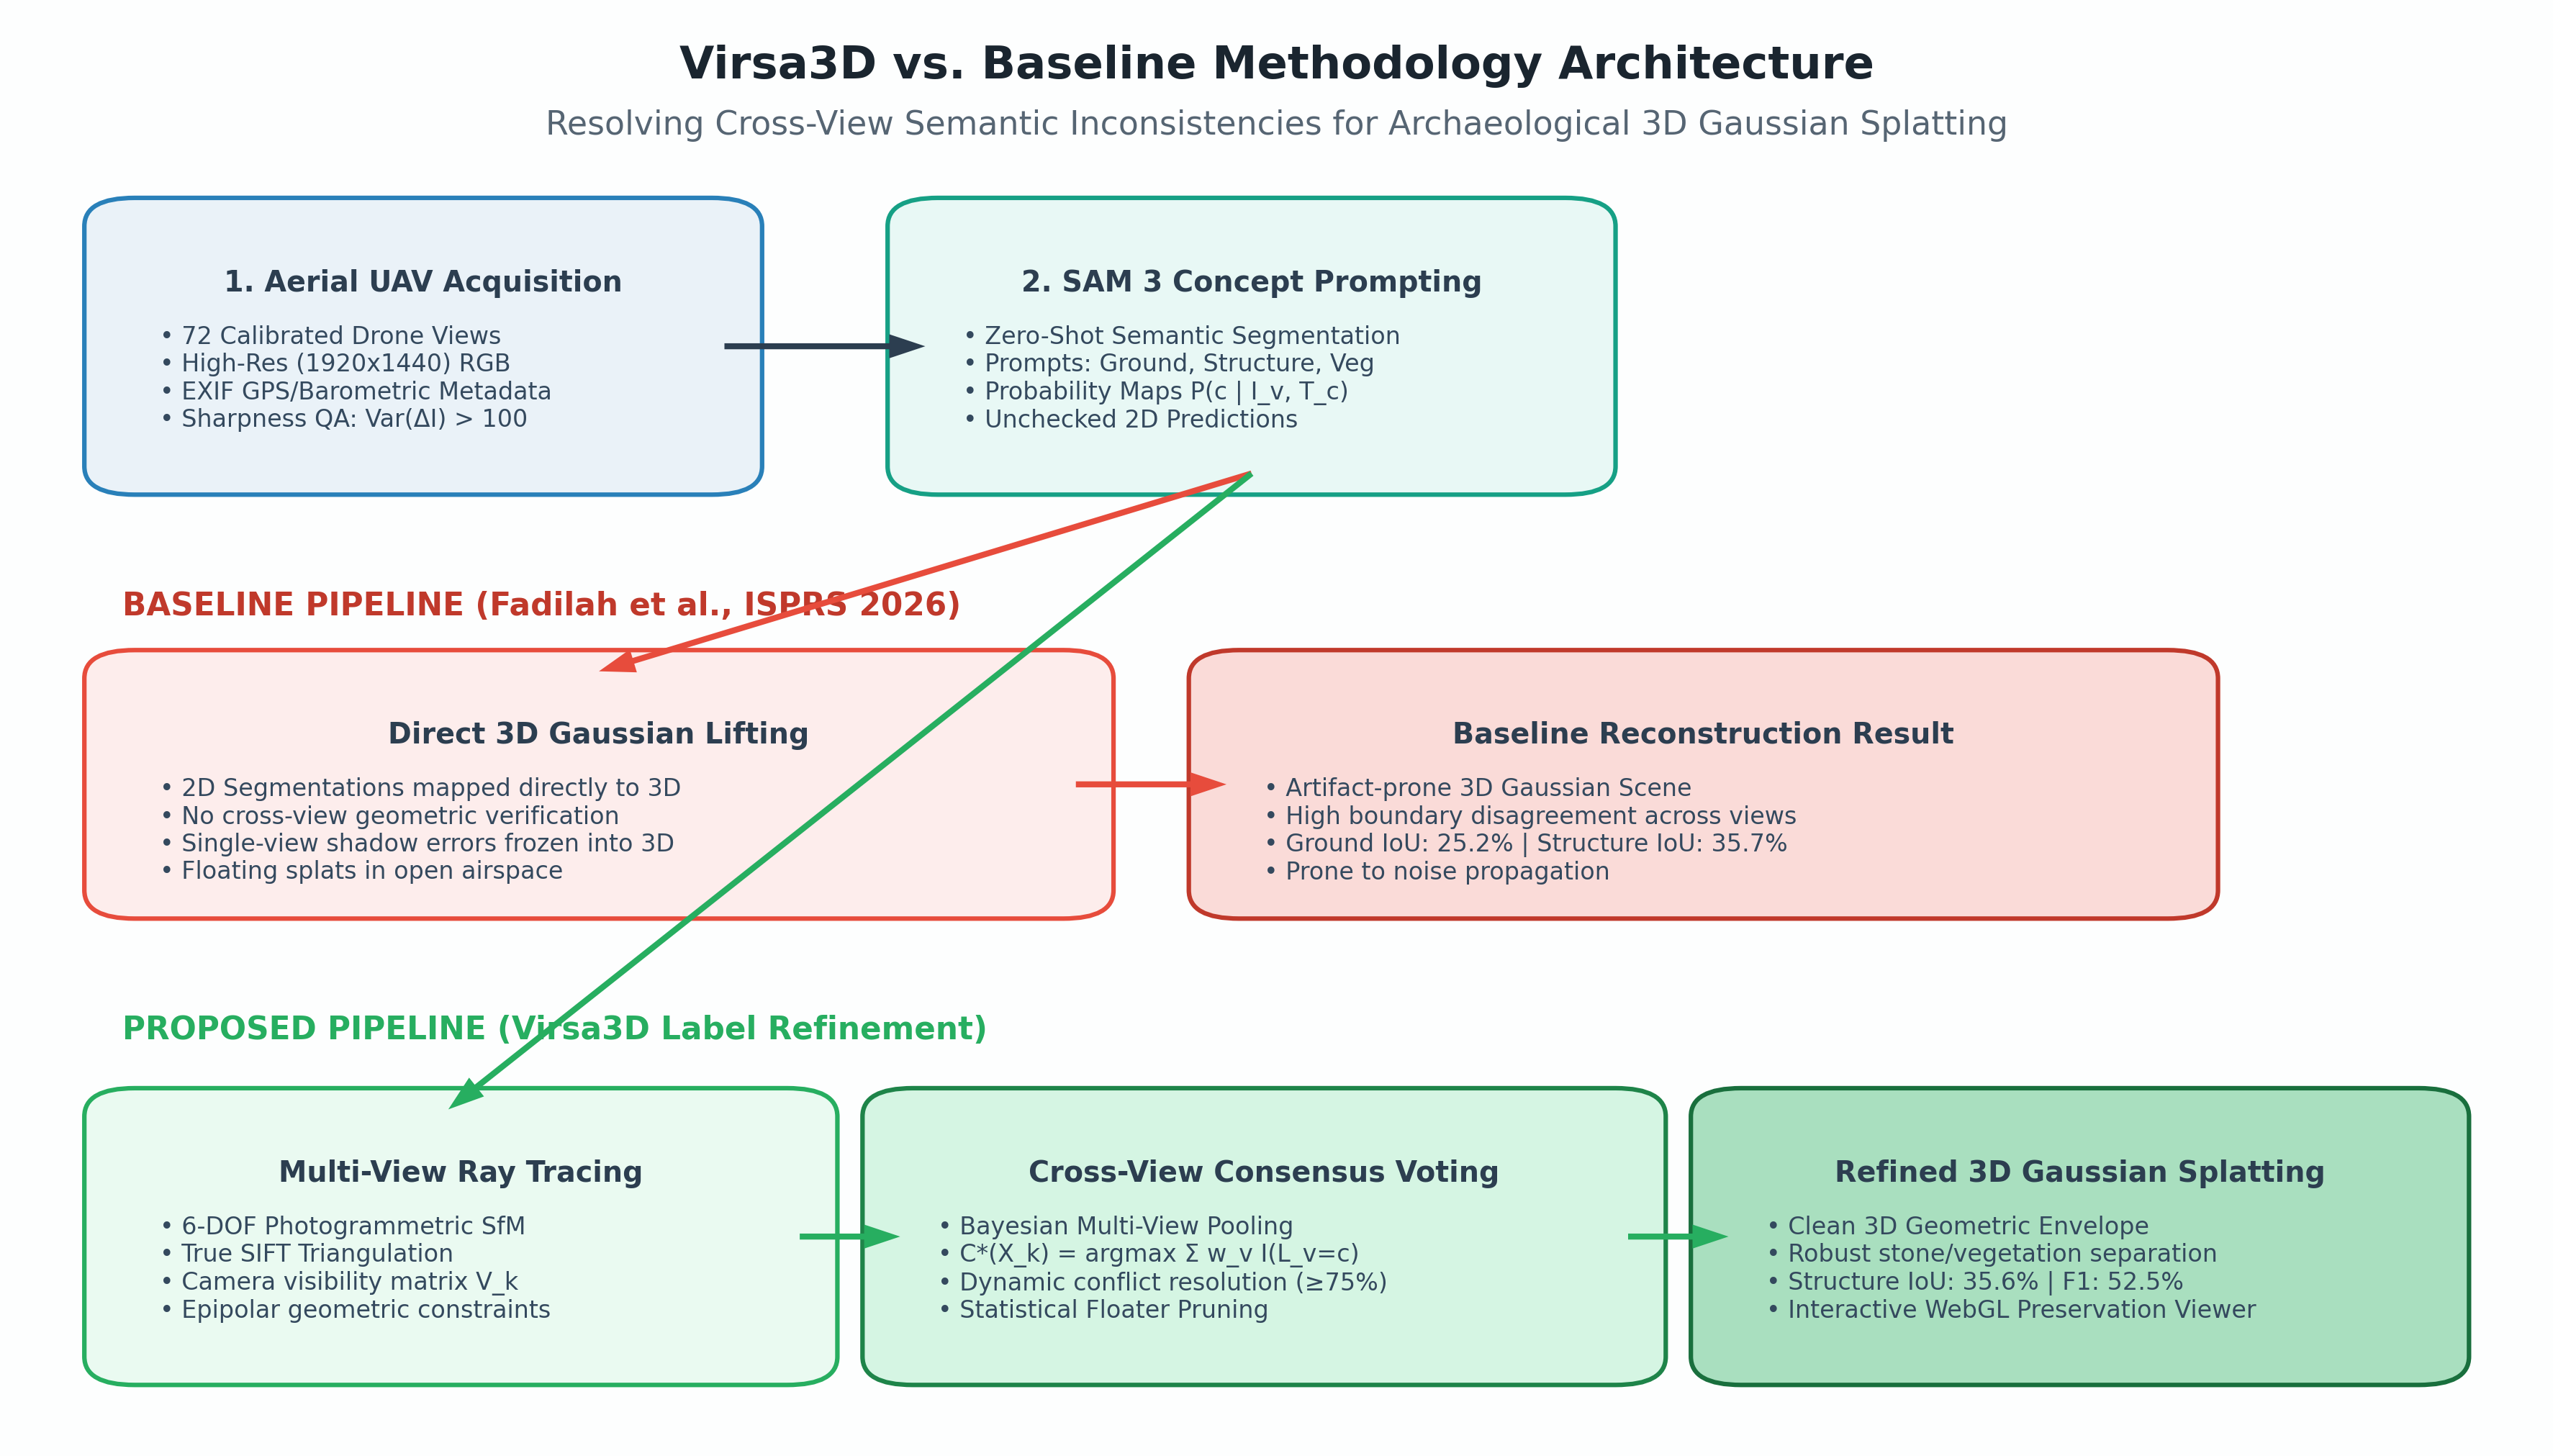 Virsa3D vs. Baseline Methodology Architecture
Resolving Cross-View Semantic Inconsistencies for Archaeological 3D Gaussian Splatting
1. Aerial UAV Acquisition
• 72 Calibrated Drone Views
• High-Res (1920x1440) RGB
• EXIF GPS/Barometric Metadata
• Sharpness QA: Var(ΔI) > 100
2. SAM 3 Concept Prompting
• Zero-Shot Semantic Segmentation
• Prompts: Ground, Structure, Veg
• Probability Maps P(c | I_v, T_c)
• Unchecked 2D Predictions
BASELINE PIPELINE (Fadilah et al., ISPRS 2026)
Direct 3D Gaussian Lifting
• 2D Segmentations mapped directly to 3D
• No cross-view geometric verification
• Single-view shadow errors frozen into 3D
• Floating splats in open airspace
Baseline Reconstruction Result
• Artifact-prone 3D Gaussian Scene
• High boundary disagreement across views
• Ground IoU: 25.2% | Structure IoU: 35.7%
• Prone to noise propagation
PROPOSED PIPELINE (Virsa3D Label Refinement)
Multi-View Ray Tracing
• 6-DOF Photogrammetric SfM
• True SIFT Triangulation
• Camera visibility matrix V_k
• Epipolar geometric constraints
Cross-View Consensus Voting
• Bayesian Multi-View Pooling
• C*(X_k) = argmax Σ w_v I(L_v=c)
• Dynamic conflict resolution (≥75%)
• Statistical Floater Pruning
Refined 3D Gaussian Splatting
• Clean 3D Geometric Envelope
• Robust stone/vegetation separation
• Structure IoU: 35.6% | F1: 52.5%
• Interactive WebGL Preservation Viewer